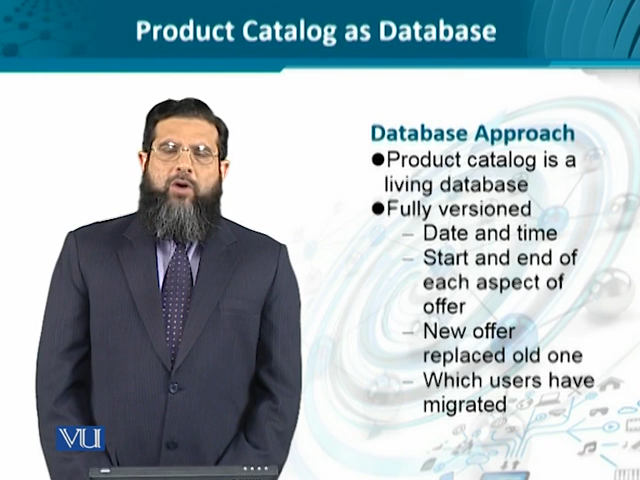 Product Catalog as Database
Database Approach
●Product catalog is a
living database
●Fully versioned
– Date and time
– Start and end of
each aspect of
offer
– New offer
replaced old one
– Which users have
migrated
VU